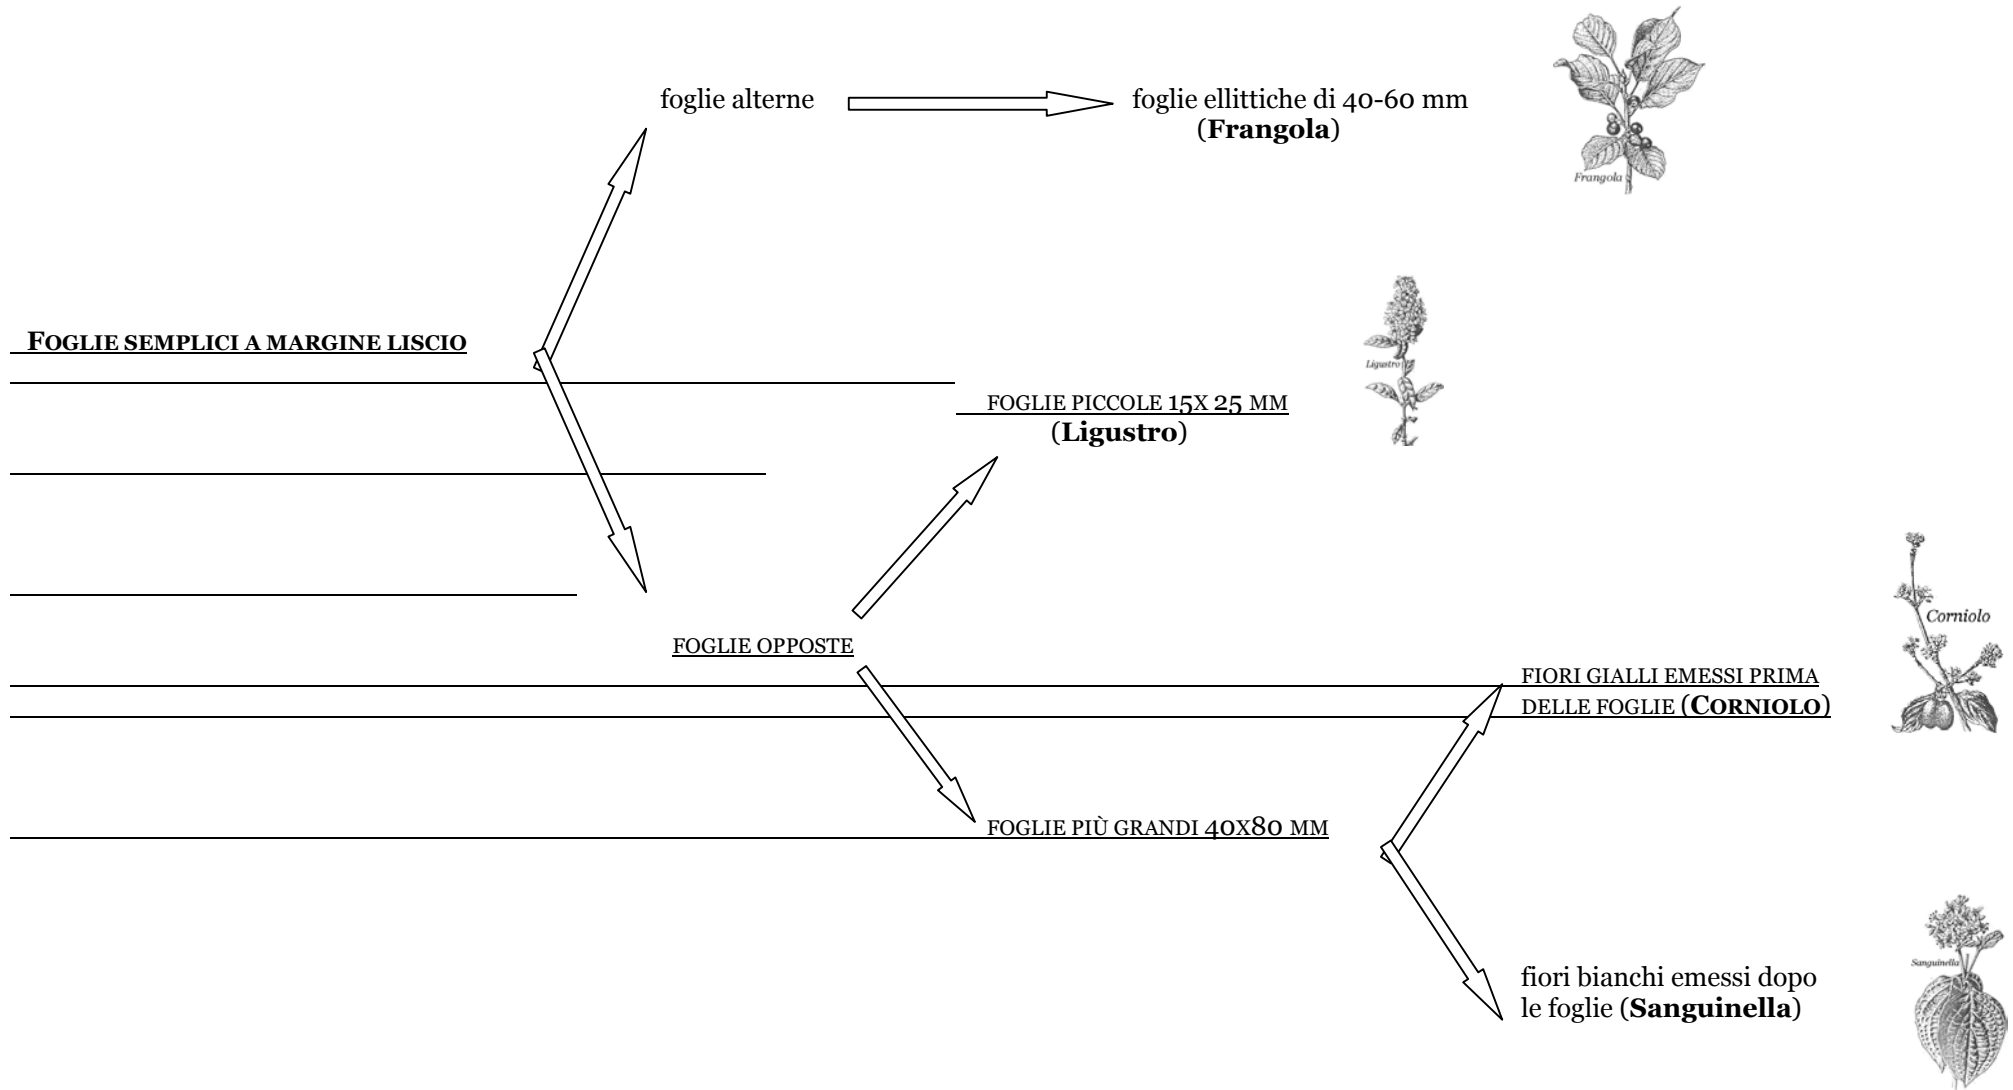 foglie alterne
foglie ellittiche di 40-60 mm
(Frangola)
Frangola
FOGLIE SEMPLICI A MARGINE LISCIO
Ligustro
FOGLIE PICCOLE 15X 25 MM
(Ligustro)
Corniolo
FOGLIE OPPOSTE
FIORI GIALLI EMESSI PRIMA
DELLE FOGLIE (CORNIOLO)
FOGLIE PIÙ GRANDI 40X80 MM
Sanguinella
fiori bianchi emessi dopo
le foglie (Sanguinella)